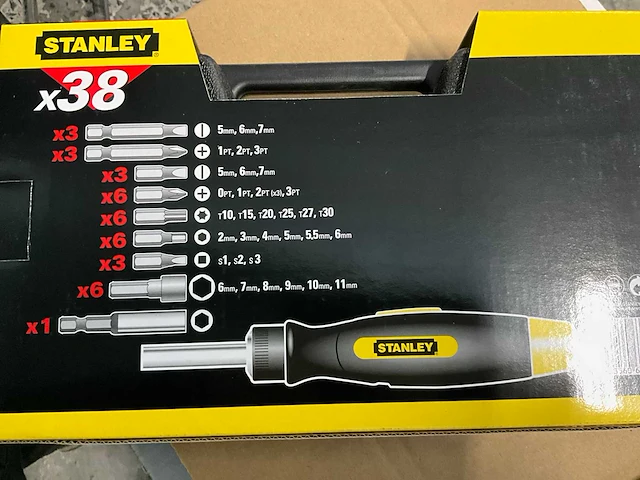 STANLEY
x38
x3 5mm, 6mm, 7mm
x3 1PT, 2PT, 3PT
x3 5mm, 6mm, 7mm
x6 0PT, 1PT, 2PT (x3), 3PT
x6 T10, T15, T20, T25, T27, T30
x6 2mm, 3mm, 4mm, 5mm, 5,5mm, 6mm
x3 S1, S2, S3
x6 6mm, 7mm, 8mm, 9mm, 10mm, 11mm
x1
STANLEY